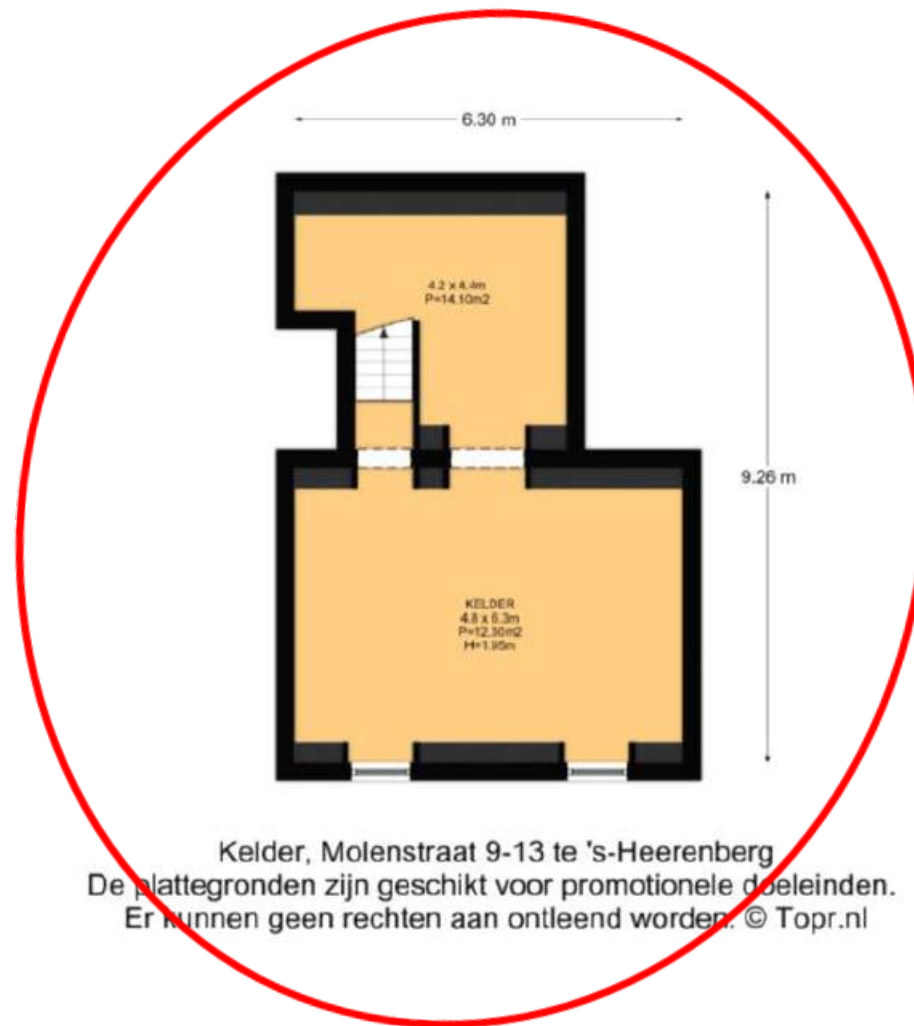 6.30 m
4.2 x 4.4m
P=14.10m2
9.26 m
KELDER
4.8 x 6.3m
P=12.30m2
H=1.95m
Kelder, Molenstraat 9-13 te 's-Heerenberg
De plattegronden zijn geschikt voor promotionele doeleinden.
Er kunnen geen rechten aan ontleend worden. © Topr.nl